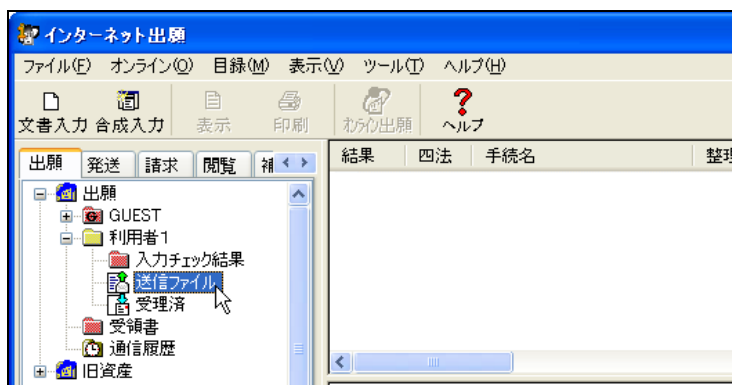 インターネット出願
ファイル(F) オンライン(O) 目録(M) 表示(V) ツール(T) ヘルプ(H)
文書入力 合成入力 表示 印刷 オンライン出願 ヘルプ
出願 発送 請求 閲覧 補
結果 四法 手続名 整理
出願
GUEST
利用者1
入力チェック結果
送信ファイル
受理済
受領書
通信履歴
旧資産